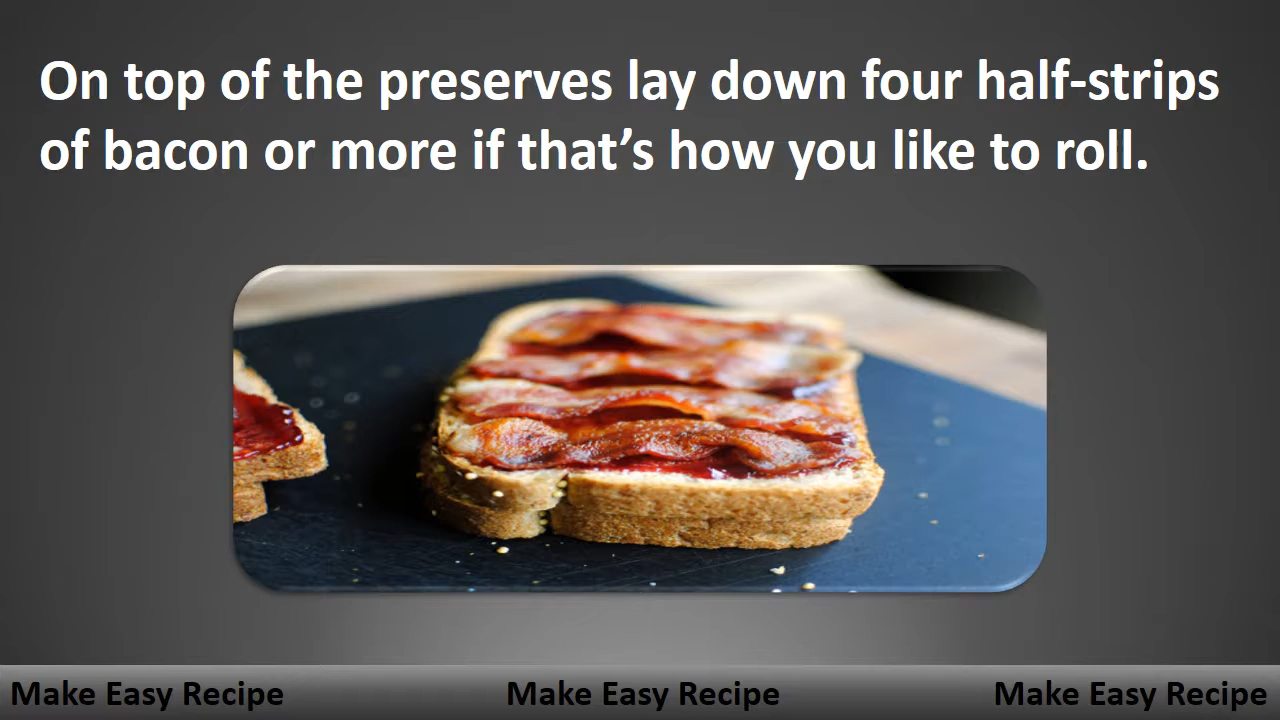 On top of the preserves lay down four half-strips
of bacon or more if that’s how you like to roll.
Make Easy Recipe Make Easy Recipe Make Easy Recipe